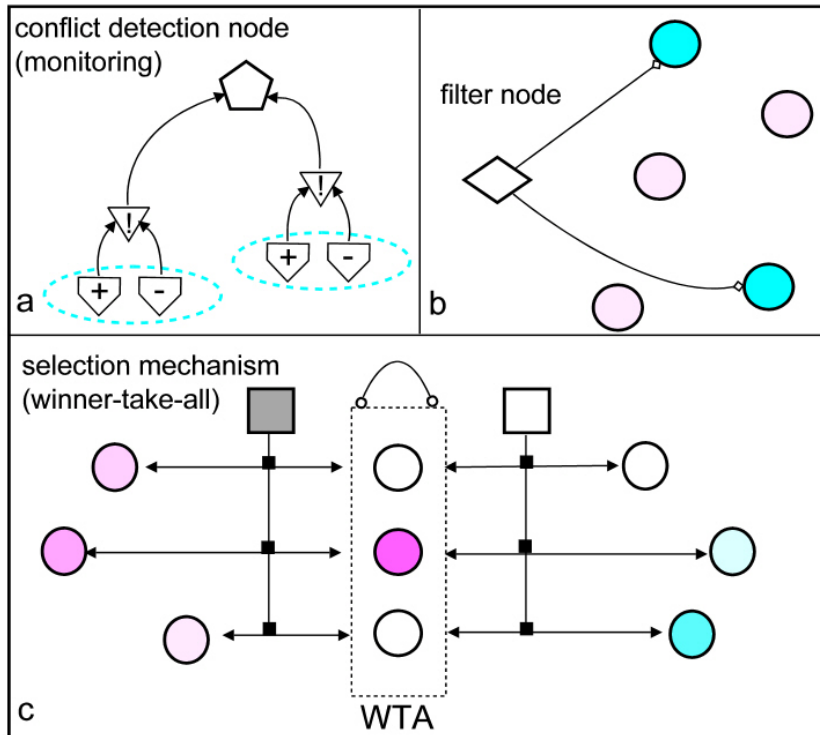 conflict detection node
(monitoring)
!
!
+ -
+ -
a
filter node
b
selection mechanism
(winner-take-all)
WTA
c